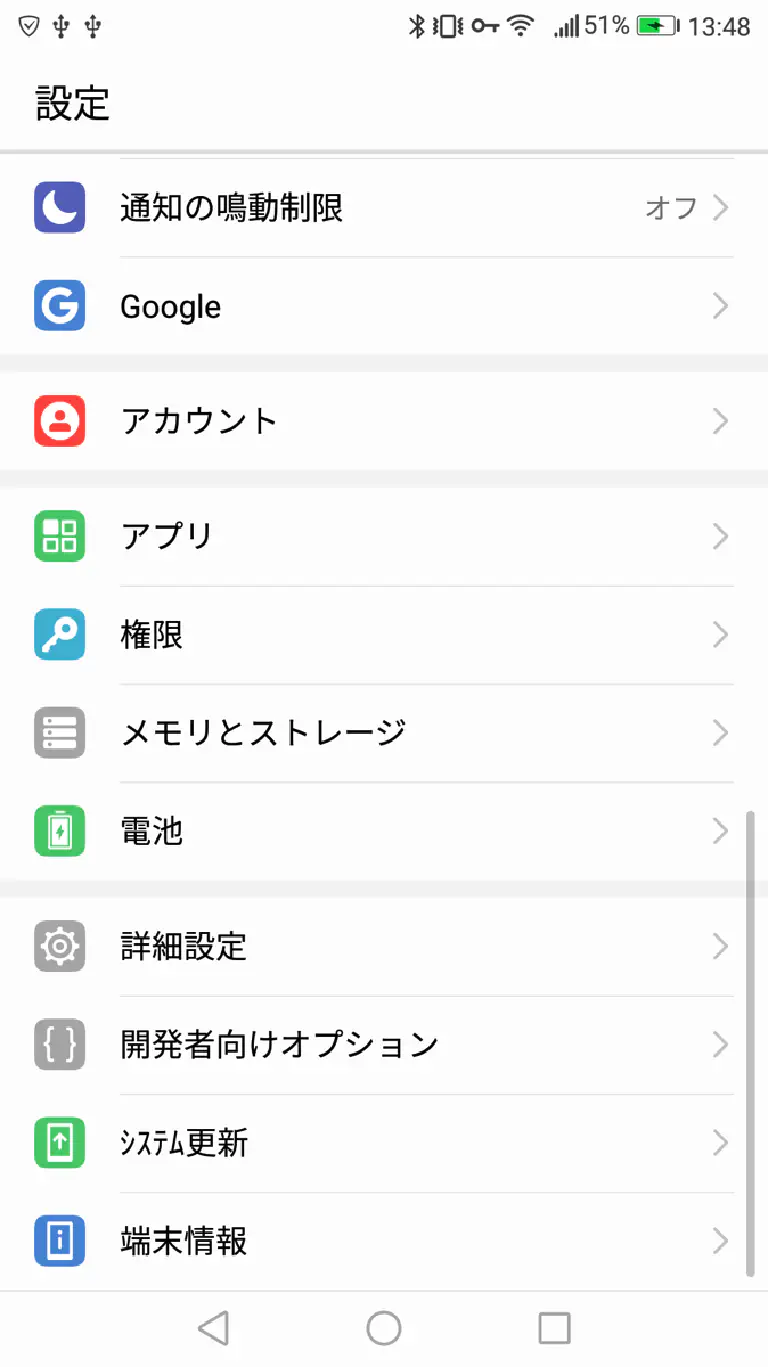 51% 13:48
設定
通知の鳴動制限 オフ
Google
アカウント
アプリ
権限
メモリとストレージ
電池
詳細設定
開発者向けオプション
ｼｽﾃﾑ更新
端末情報